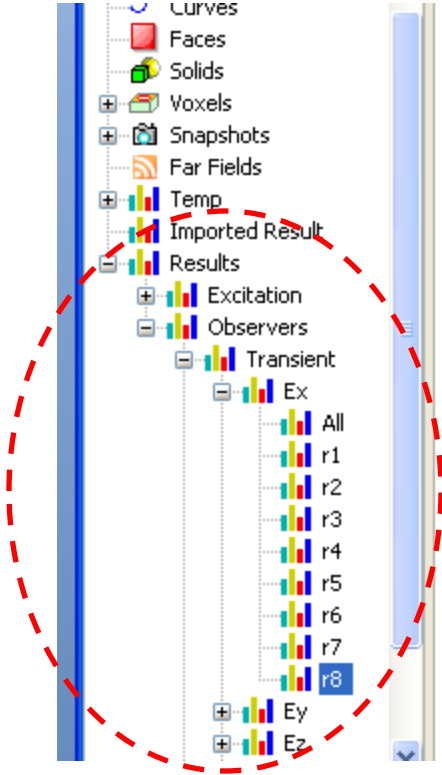 Curves
Faces
Solids
Voxels
Snapshots
Far Fields
Temp
Imported Result
Results
Excitation
Observers
Transient
Ex
All
r1
r2
r3
r4
r5
r6
r7
r8
Ey
Ez